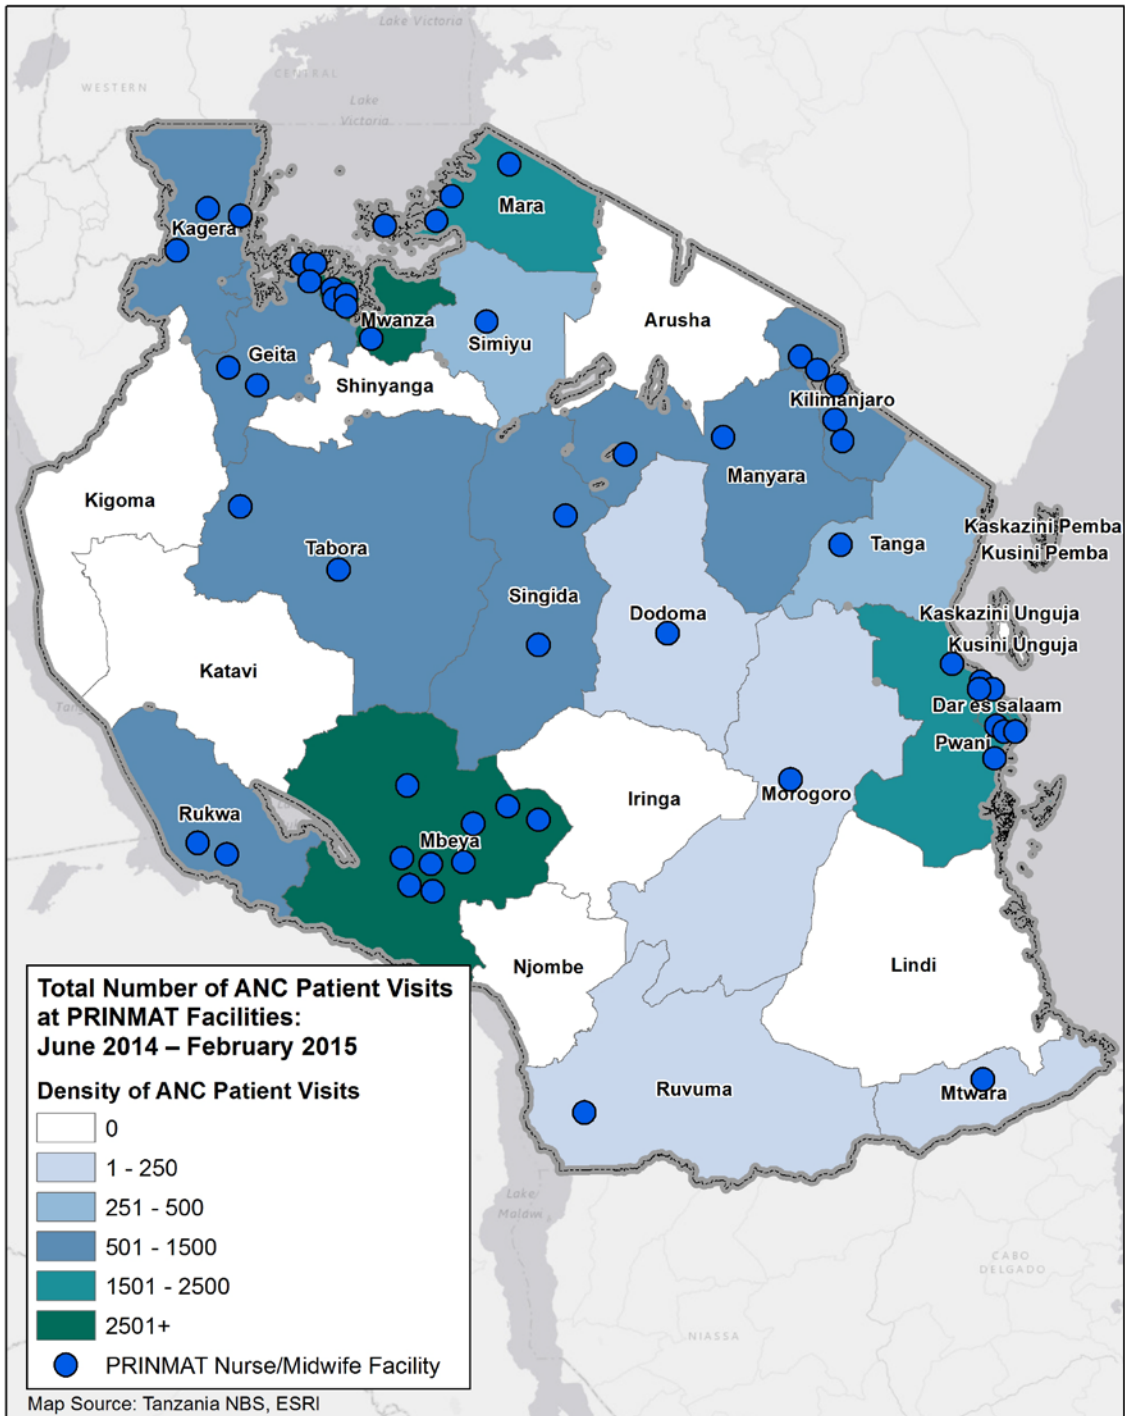 Lake Victoria
CENTRAL
WESTERN
Lake
Victoria
Mara
Kagera
Mwanza
Simiyu
Arusha
Geita
Shinyanga
Kilimanjaro
Manyara
Kigoma
Kaskazini Pemba
Kusini Pemba
Tanga
Tabora
Singida
Dodoma
Kaskazini Unguja
Kusini Unguja
Katavi
Dar es salaam
Pwani
Iringa
Morogoro
Rukwa
Mbeya
Njombe
Lindi
Ruvuma
Mtwara
Lake
Malawi
CABO
DELGADO
NIASSA
Total Number of ANC Patient Visits
at PRINMAT Facilities:
June 2014 – February 2015
Density of ANC Patient Visits
0
1 - 250
251 - 500
501 - 1500
1501 - 2500
2501+
PRINMAT Nurse/Midwife Facility
Map Source: Tanzania NBS, ESRI